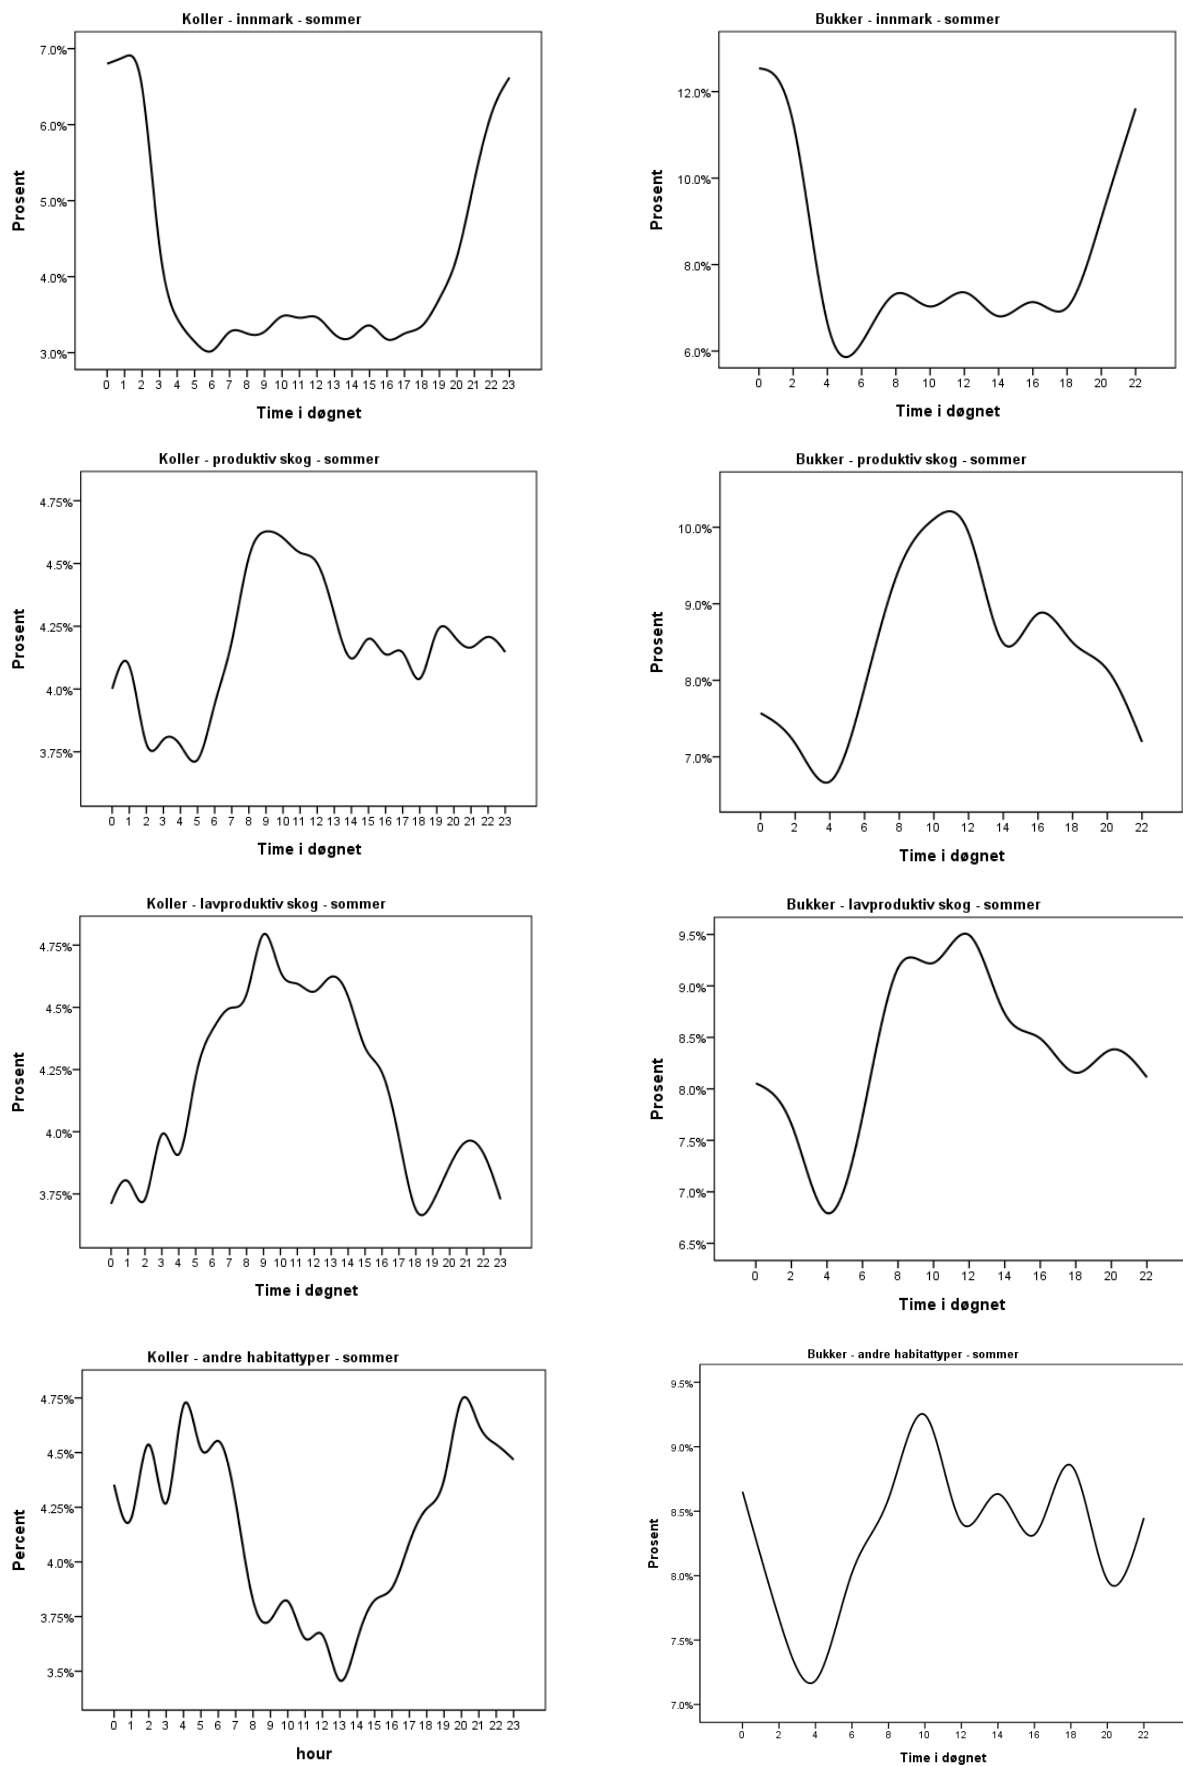 Koller - innmark - sommer
Prosent
7.0%
6.0%
5.0%
4.0%
3.0%
0 1 2 3 4 5 6 7 8 9 10 11 12 13 14 15 16 17 18 19 20 21 22 23
Time i døgnet
Bukker - innmark - sommer
Prosent
12.0%
10.0%
8.0%
6.0%
0 2 4 6 8 10 12 14 16 18 20 22
Time i døgnet
Koller - produktiv skog - sommer
Prosent
4.75%
4.5%
4.25%
4.0%
3.75%
0 1 2 3 4 5 6 7 8 9 10 11 12 13 14 15 16 17 18 19 20 21 22 23
Time i døgnet
Bukker - produktiv skog - sommer
Prosent
10.0%
9.0%
8.0%
7.0%
0 2 4 6 8 10 12 14 16 18 20 22
Time i døgnet
Koller - lavproduktiv skog - sommer
Prosent
4.75%
4.5%
4.25%
4.0%
3.75%
0 1 2 3 4 5 6 7 8 9 10 11 12 13 14 15 16 17 18 19 20 21 22 23
Time i døgnet
Bukker - lavproduktiv skog - sommer
Prosent
9.5%
9.0%
8.5%
8.0%
7.5%
7.0%
6.5%
0 2 4 6 8 10 12 14 16 18 20 22
Time i døgnet
Koller - andre habitattyper - sommer
Percent
4.75%
4.5%
4.25%
4.0%
3.75%
3.5%
0 1 2 3 4 5 6 7 8 9 10 11 12 13 14 15 16 17 18 19 20 21 22 23
hour
Bukker - andre habitattyper - sommer
Prosent
9.5%
9.0%
8.5%
8.0%
7.5%
7.0%
0 2 4 6 8 10 12 14 16 18 20 22
Time i døgnet